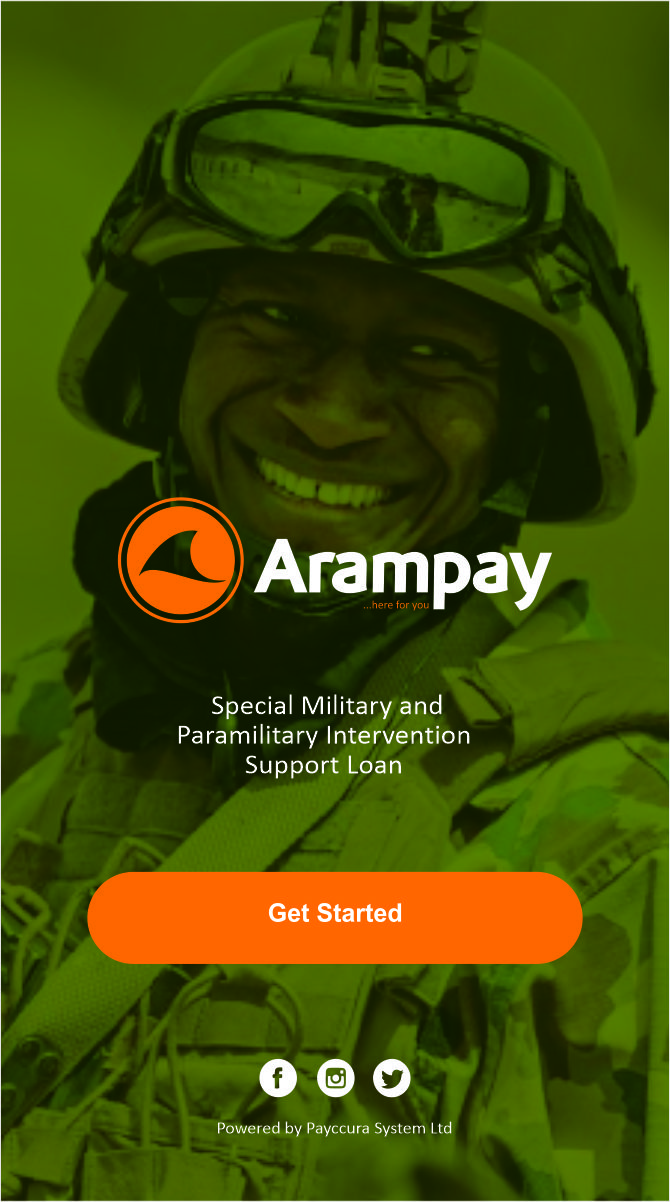 Arampay
...here for you
Special Military and
Paramilitary Intervention
Support Loan
Get Started
Powered by Payccura System Ltd